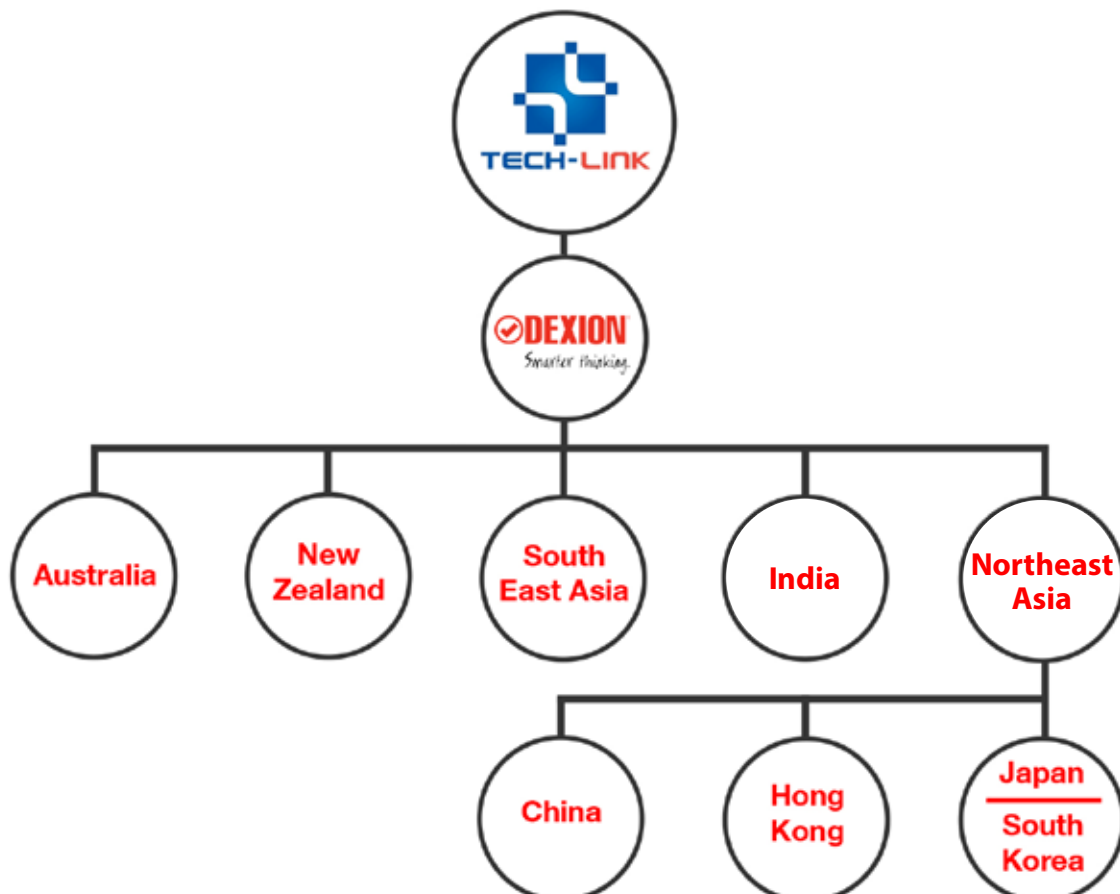 TECH-LINK
DEXION
Smarter thinking.
Australia
New
Zealand
South
East Asia
India
Northeast
Asia
China
Hong
Kong
Japan
South
Korea